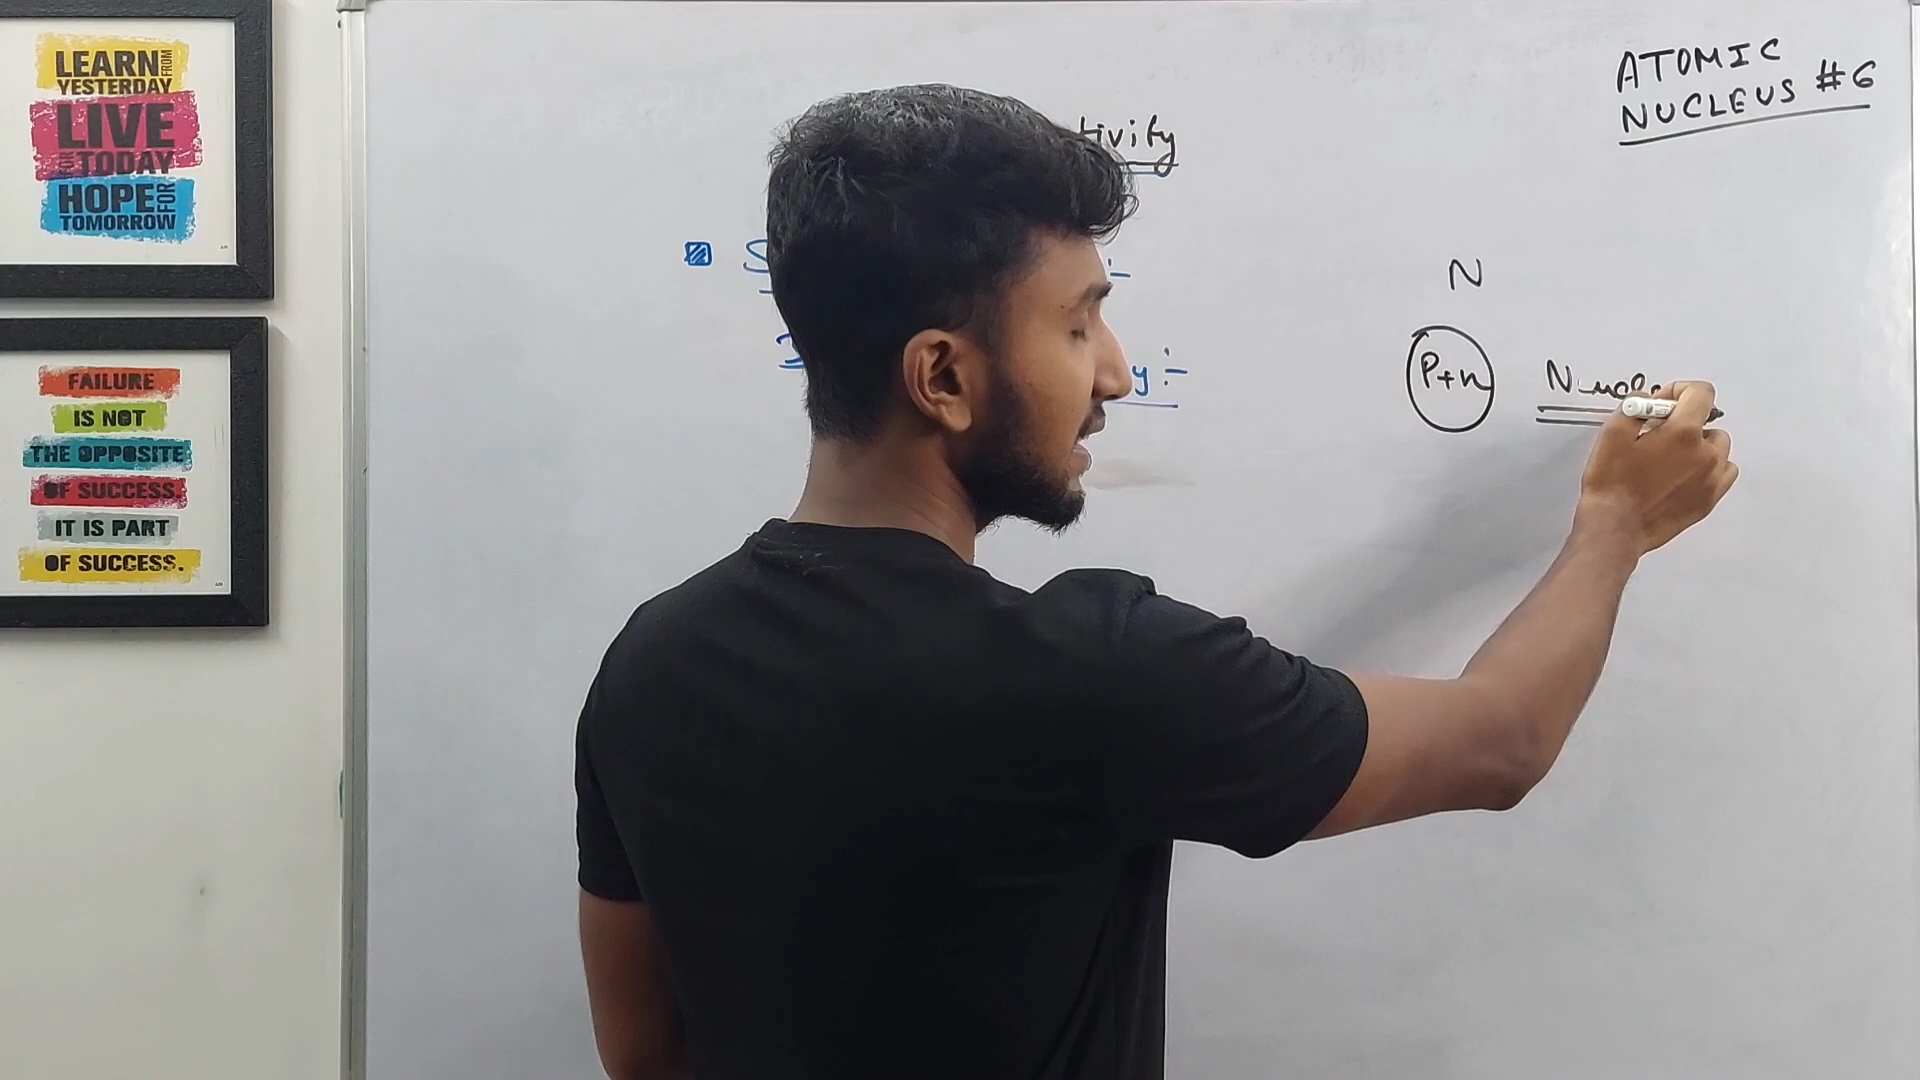 LEARN FROM
YESTERDAY
LIVE
FOR TODAY
HOPE FOR
TOMORROW
FAILURE
IS NOT
THE OPPOSITE
OF SUCCESS.
IT IS PART
OF SUCCESS.
tivity
:-
y :-
ATOMIC
NUCLEUS #6
N
P+n